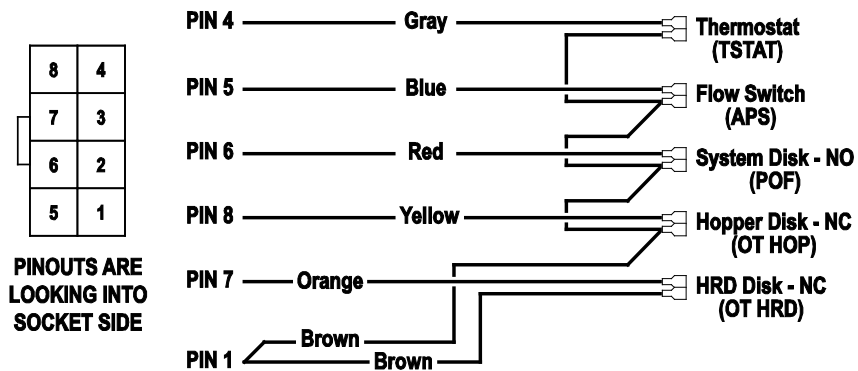 PIN 4 Gray Thermostat
(TSTAT)
8 4
7 3
6 2
5 1
PIN 5 Blue Flow Switch
(APS)
PIN 6 Red System Disk - NO
(POF)
PIN 8 Yellow Hopper Disk - NC
(OT HOP)
PINOUTS ARE
LOOKING INTO
SOCKET SIDE
PIN 7 Orange HRD Disk - NC
(OT HRD)
Brown
PIN 1 Brown